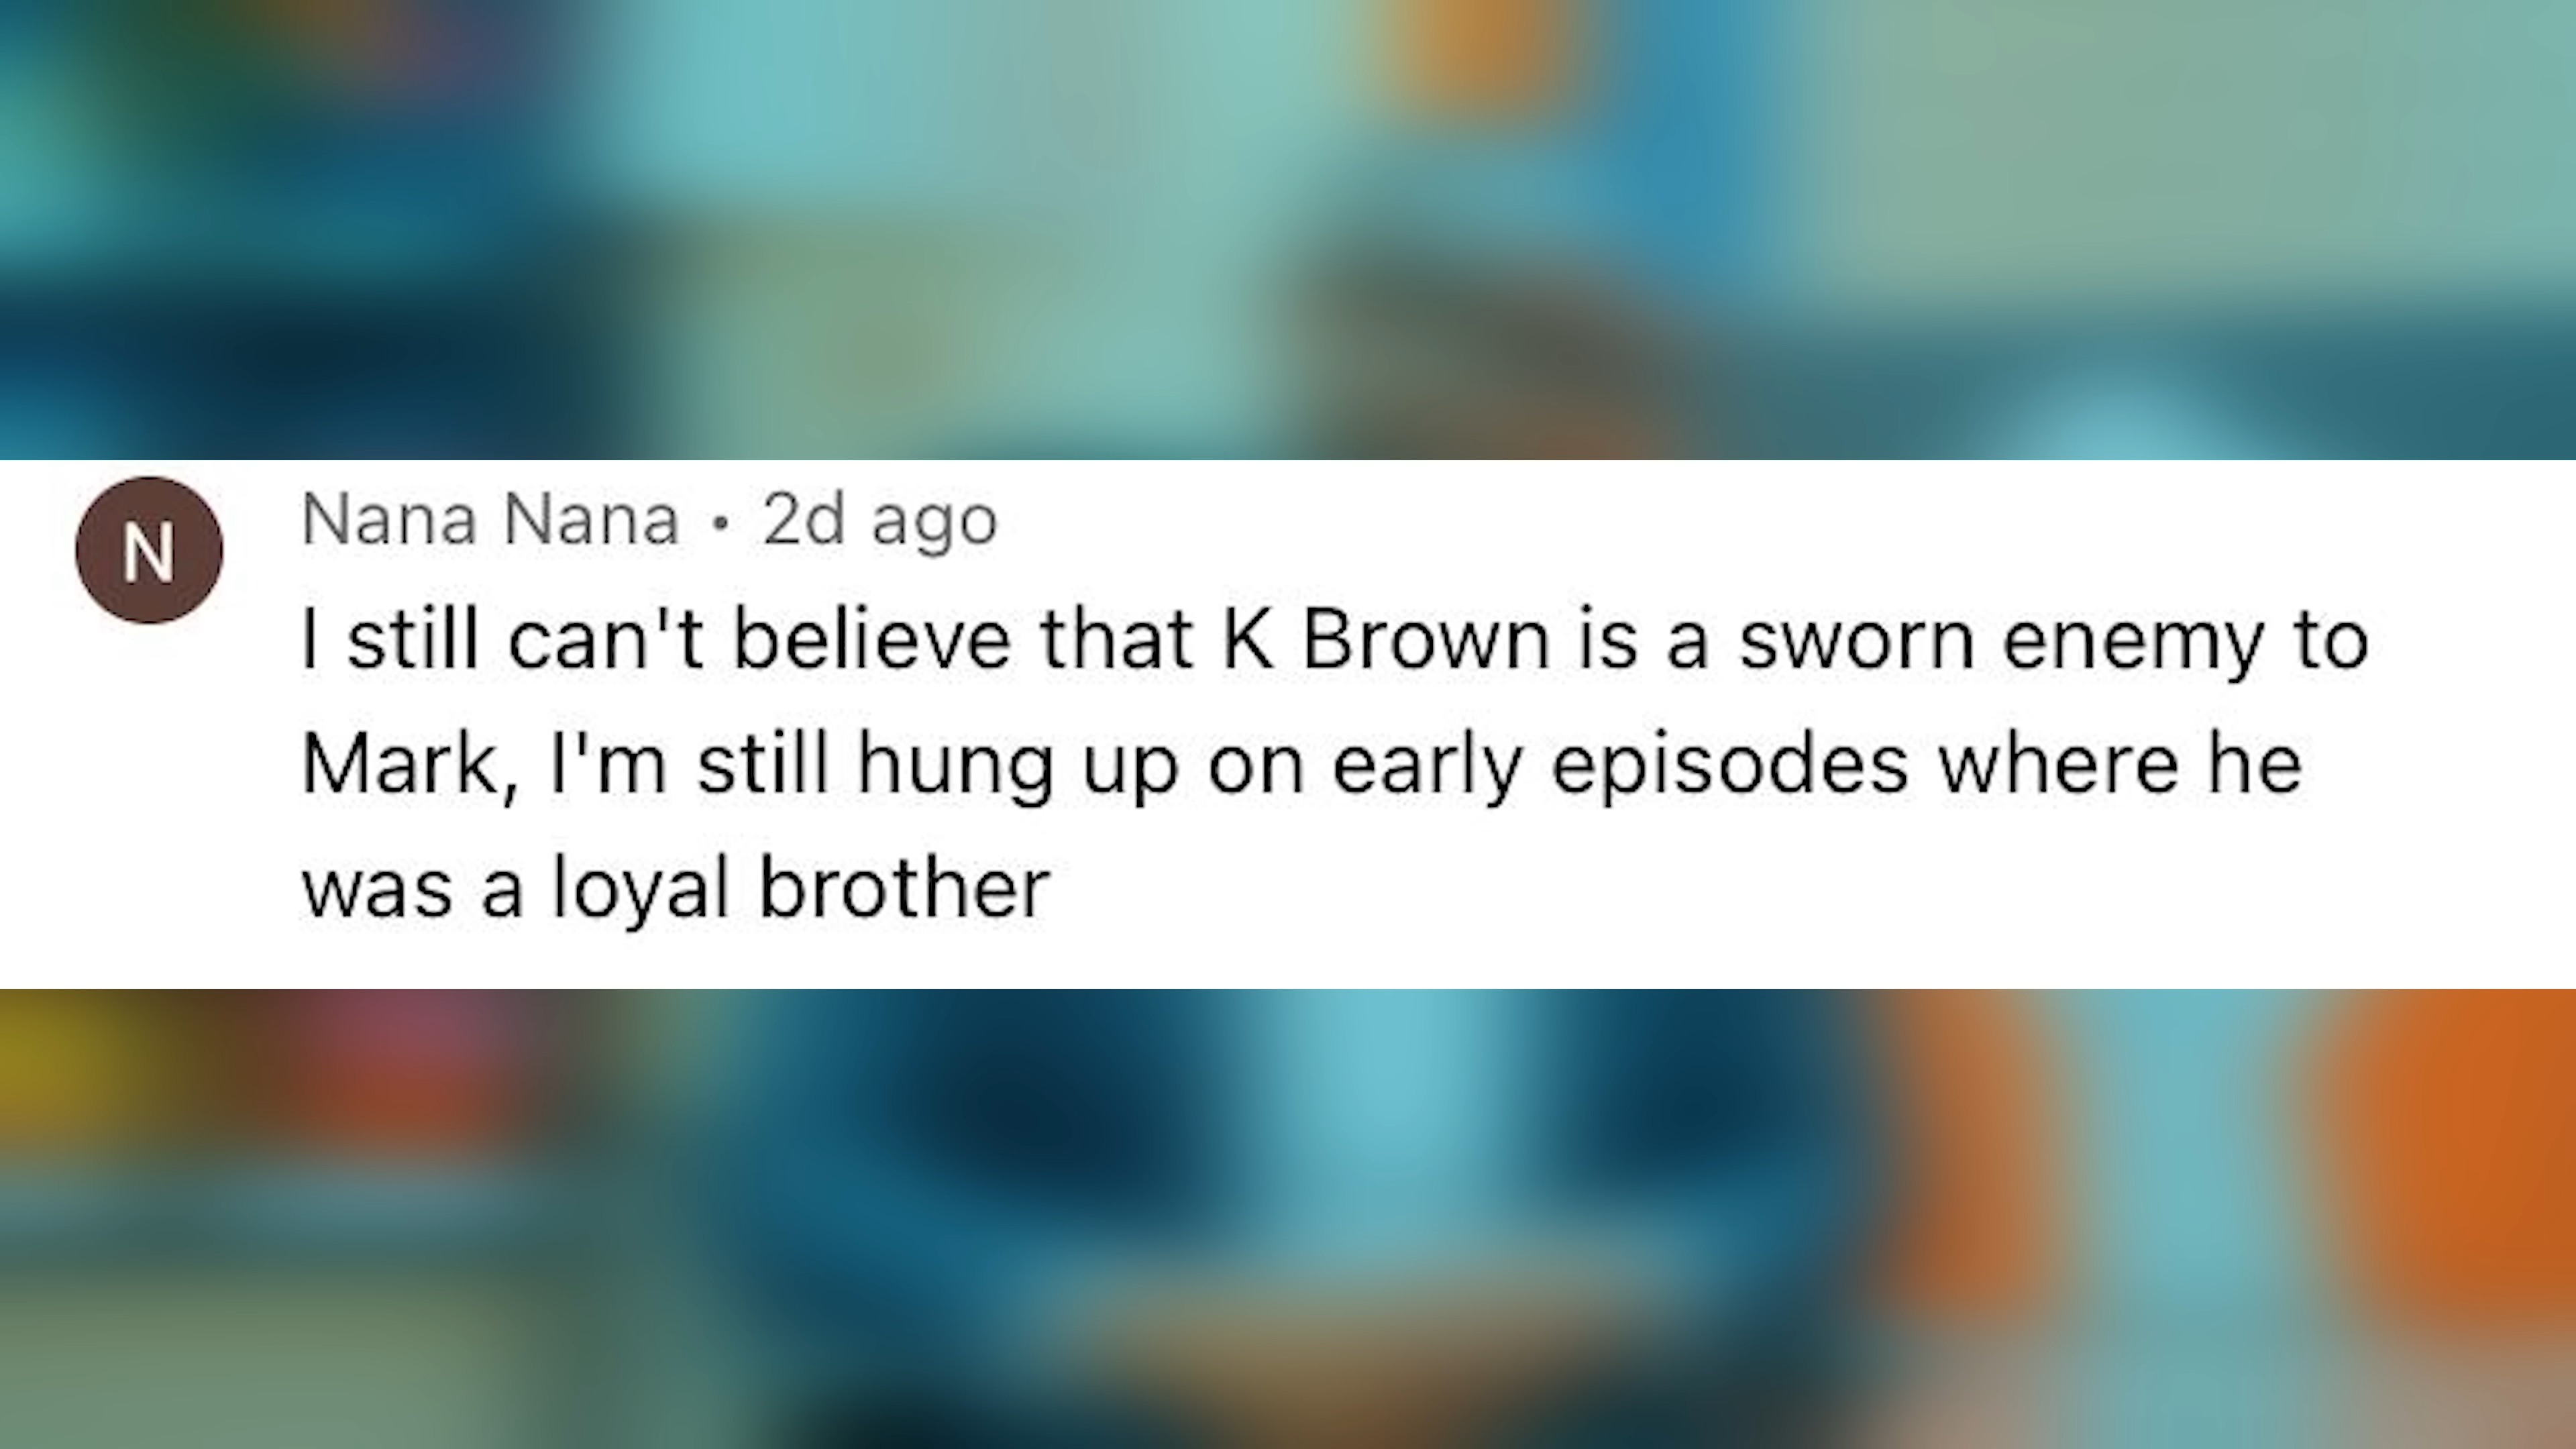 N
Nana Nana • 2d ago
I still can't believe that K Brown is a sworn enemy to
Mark, I'm still hung up on early episodes where he
was a loyal brother